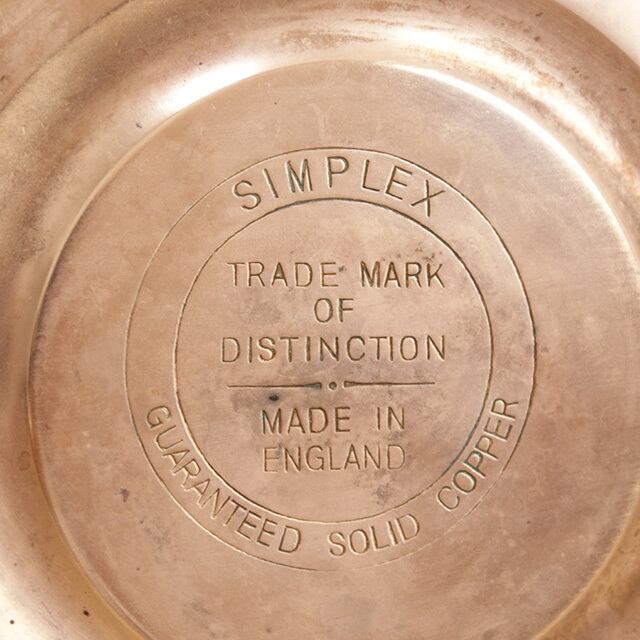 SIMPLEX
TRADE MARK
OF
DISTINCTION
MADE IN
ENGLAND
GUARANTEED SOLID COPPER